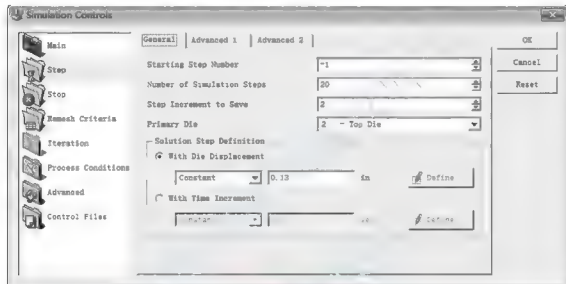 Simulation Controls
Main
Step
Stop
Remesh Criteria
Iteration
Process Conditions
Advanced
Control Files
General Advanced 1 Advanced 2
Starting Step Number -1
Number of Simulation Steps 20
Step Increment to Save 2
Primary Die 2 - Top Die
Solution Step Definition
With Die Displacement
Constant 0.13 in Define
With Time Increment
Define
OK
Cancel
Reset